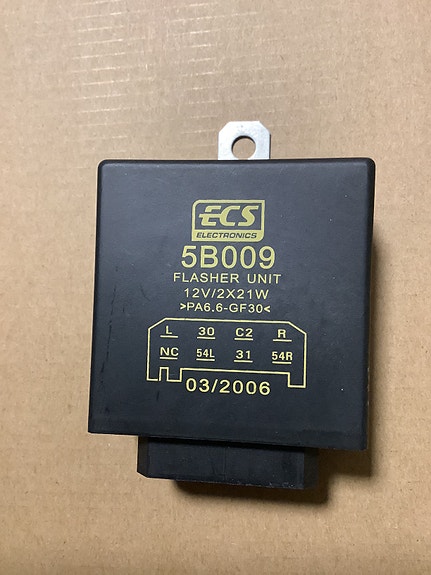 ECS
ELECTRONICS
5B009
FLASHER UNIT
12V/2X21W
>PA6.6-GF30<
L 30 C2 R
NC 54L 31 54R
03/2006